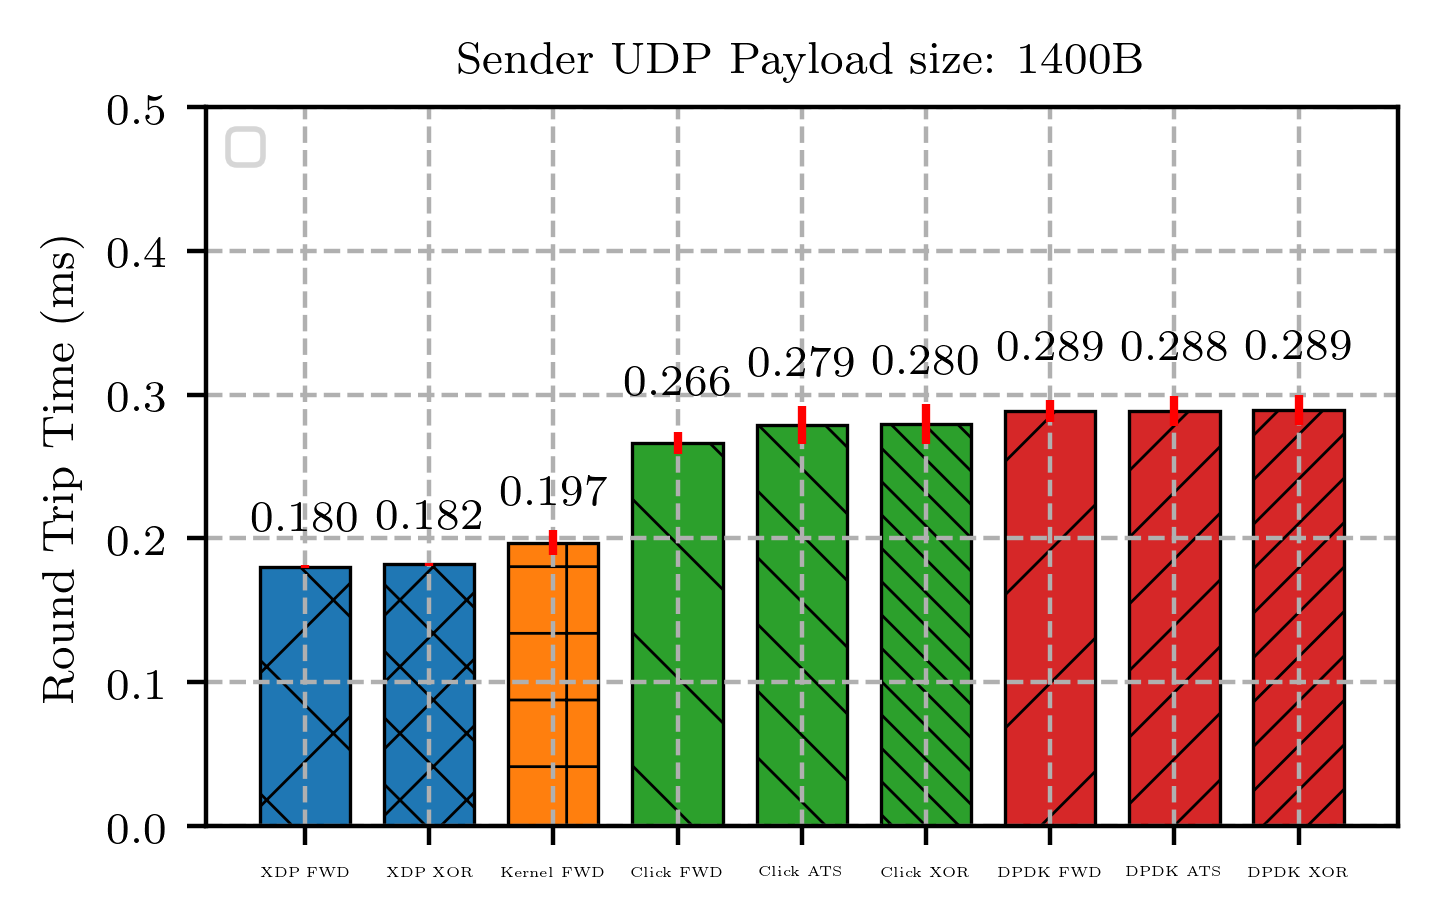 Sender UDP Payload size: 1400B
Round Trip Time (ms)
0.5
0.4
0.3
0.2
0.1
0.0
0.180
0.182
0.197
0.266
0.279
0.280
0.289
0.288
0.289
XDP FWD
XDP XOR
Kernel FWD
Click FWD
Click ATS
Click XOR
DPDK FWD
DPDK ATS
DPDK XOR